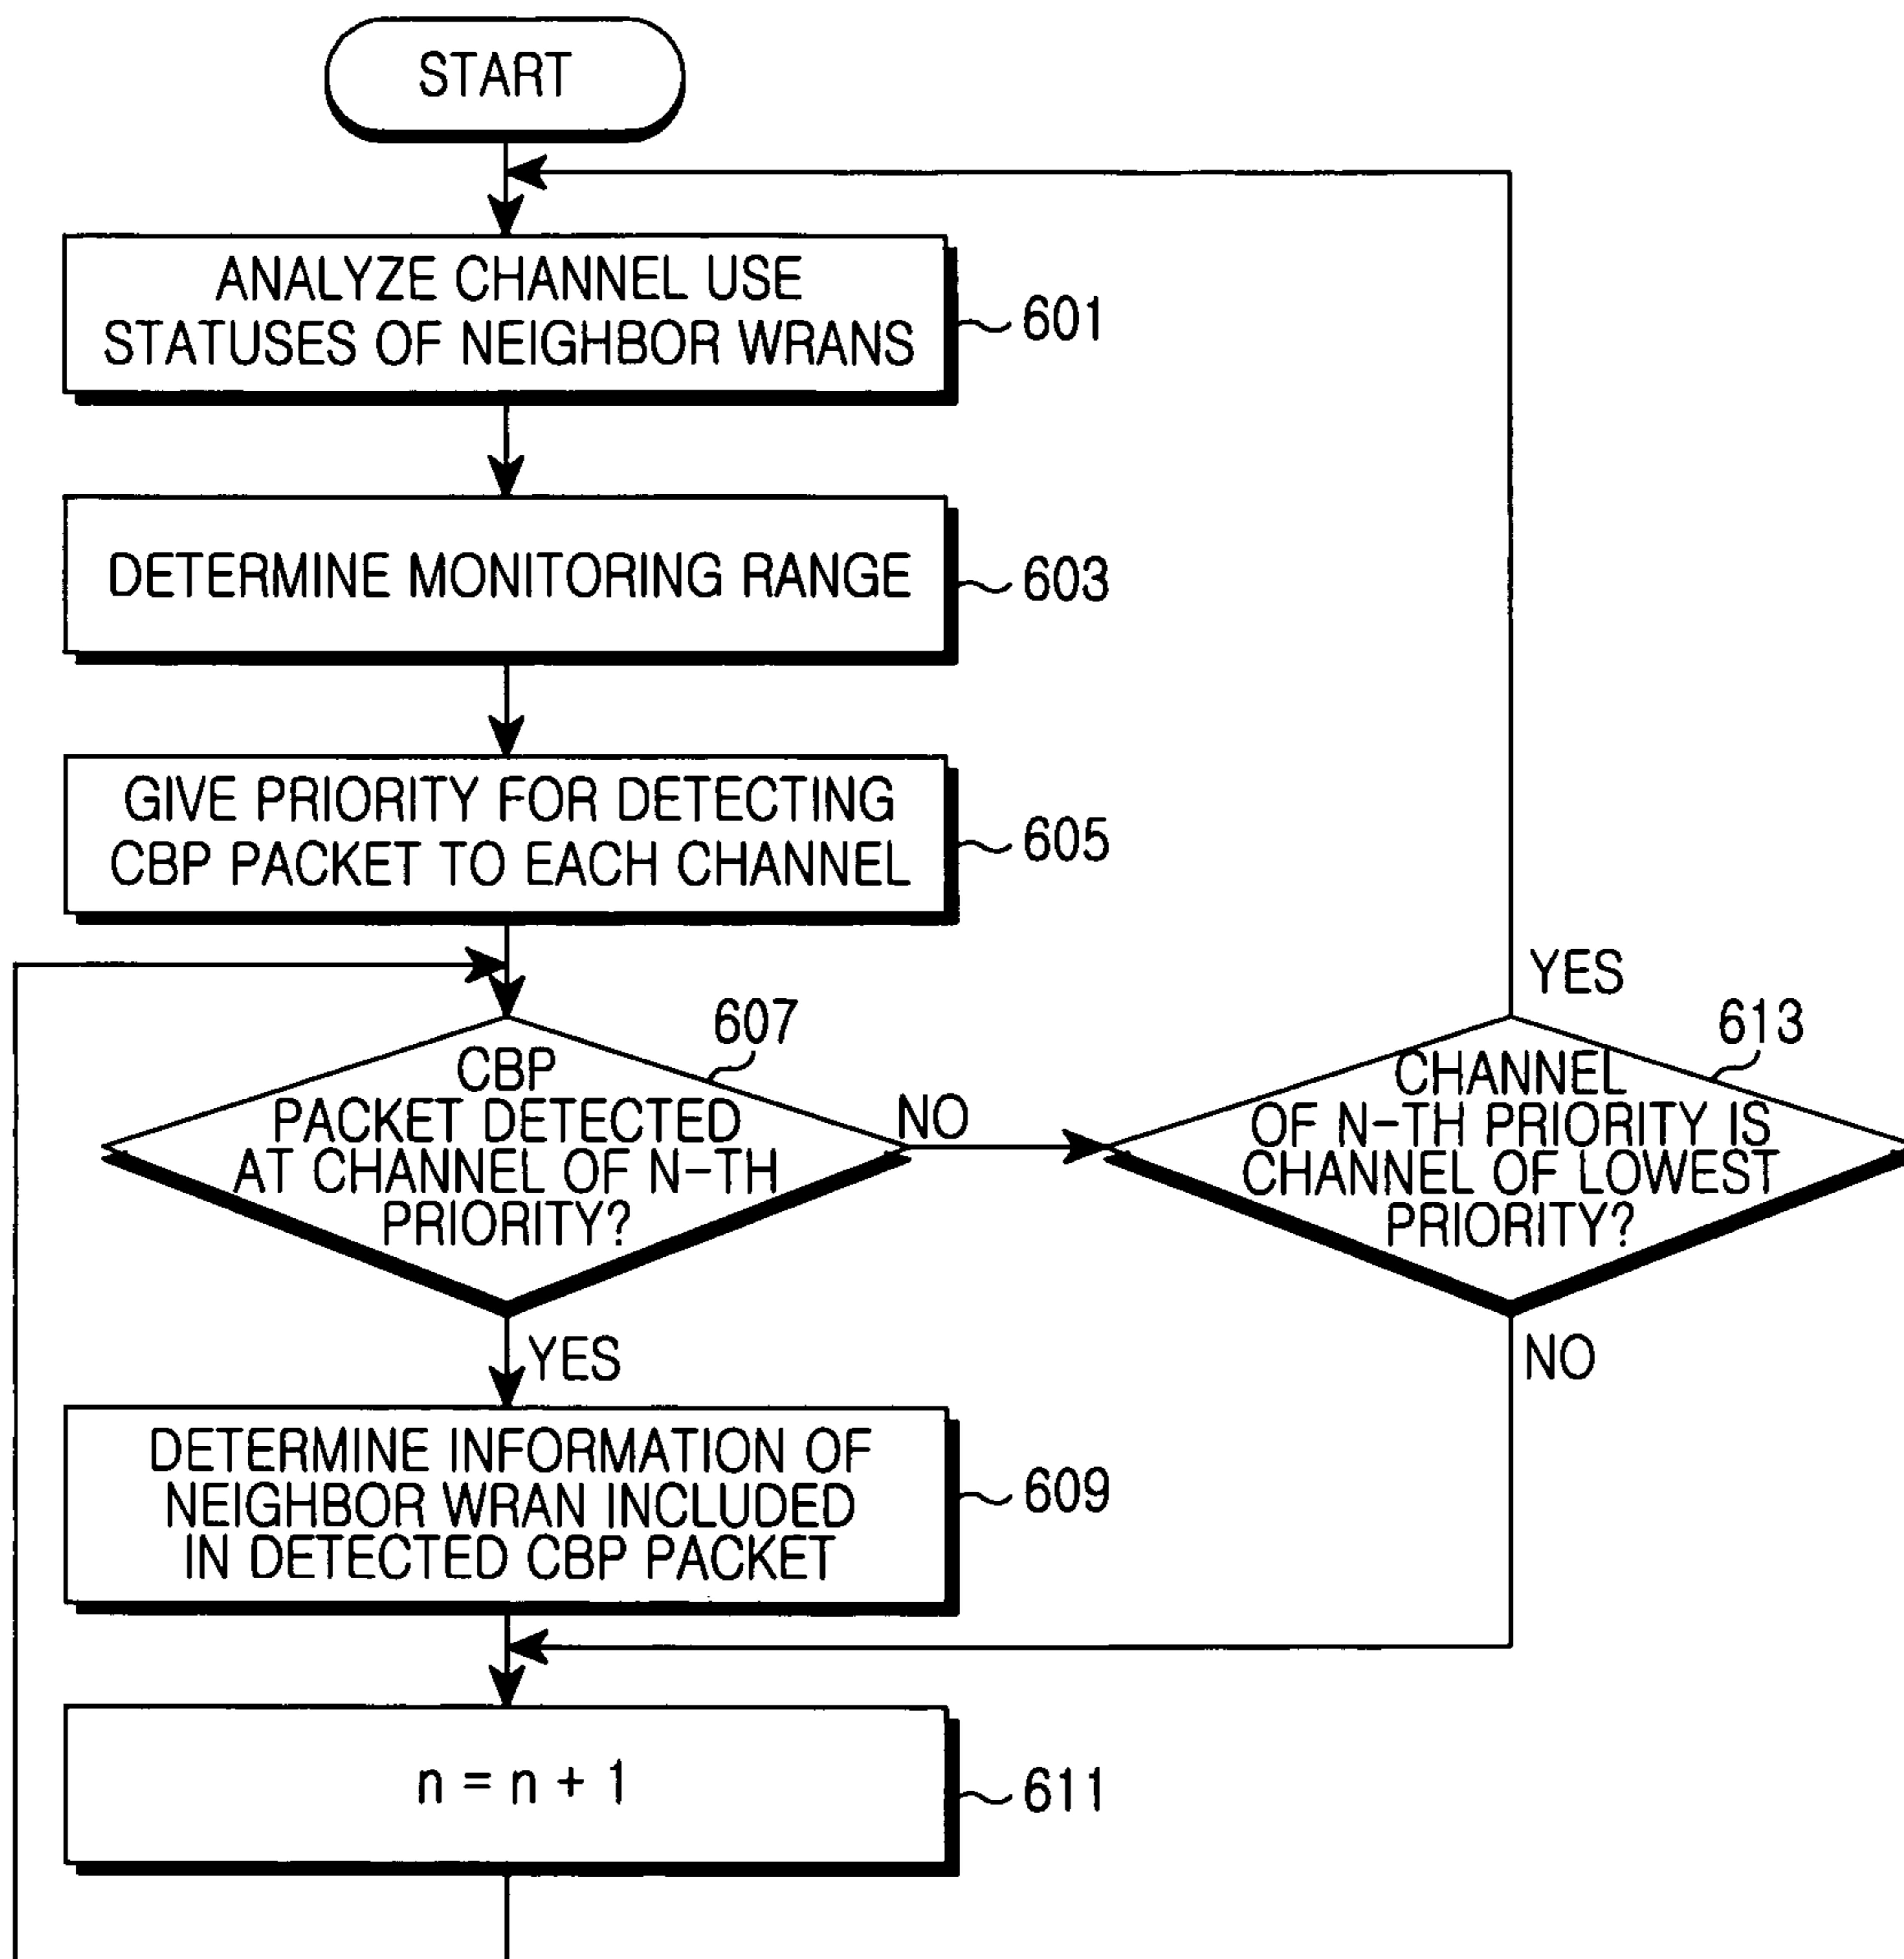 START
ANALYZE CHANNEL USE
STATUSES OF NEIGHBOR WRANS
601
DETERMINE MONITORING RANGE
603
GIVE PRIORITY FOR DETECTING
CBP PACKET TO EACH CHANNEL
605
607
CBP
PACKET DETECTED
AT CHANNEL OF N-TH
PRIORITY?
NO
YES
613
CHANNEL
OF N-TH PRIORITY IS
CHANNEL OF LOWEST
PRIORITY?
YES
NO
DETERMINE INFORMATION OF
NEIGHBOR WRAN INCLUDED
IN DETECTED CBP PACKET
609
n = n + 1
611